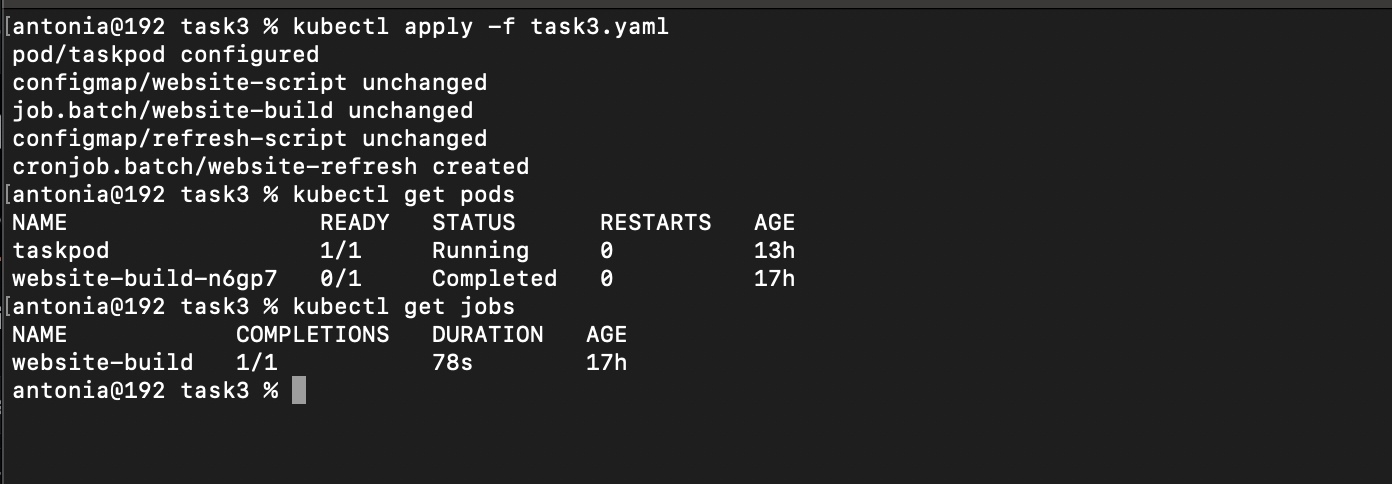 [antonia@192 task3 % kubectl apply -f task3.yaml
pod/taskpod configured
configmap/website-script unchanged
job.batch/website-build unchanged
configmap/refresh-script unchanged
cronjob.batch/website-refresh created
[antonia@192 task3 % kubectl get pods
NAME READY STATUS RESTARTS AGE
taskpod 1/1 Running 0 13h
website-build-n6gp7 0/1 Completed 0 17h
[antonia@192 task3 % kubectl get jobs
NAME COMPLETIONS DURATION AGE
website-build 1/1 78s 17h
antonia@192 task3 %